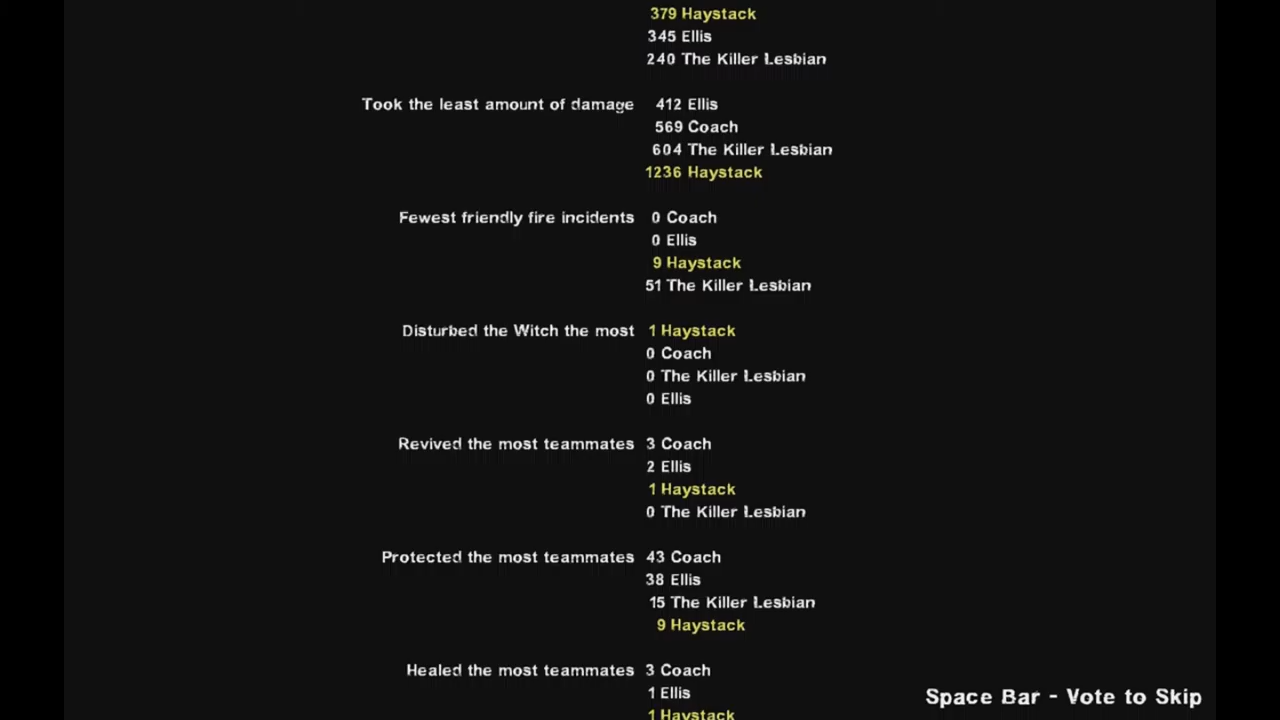 379 Haystack
345 Ellis
240 The Killer Lesbian
Took the least amount of damage 412 Ellis
569 Coach
604 The Killer Lesbian
1236 Haystack
Fewest friendly fire incidents 0 Coach
0 Ellis
9 Haystack
51 The Killer Lesbian
Disturbed the Witch the most 1 Haystack
0 Coach
0 The Killer Lesbian
0 Ellis
Revived the most teammates 3 Coach
2 Ellis
1 Haystack
0 The Killer Lesbian
Protected the most teammates 43 Coach
38 Ellis
15 The Killer Lesbian
9 Haystack
Healed the most teammates 3 Coach
1 Ellis
1 Haystack
Space Bar - Vote to Skip